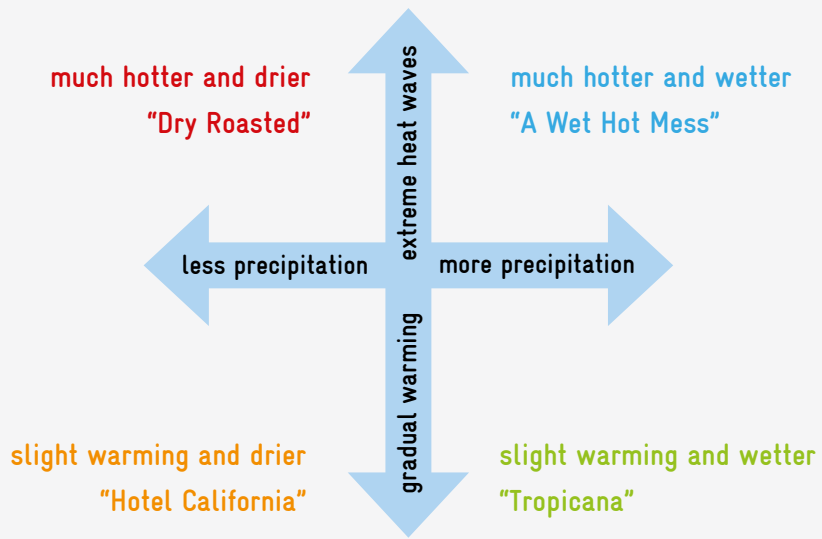 much hotter and drier
“Dry Roasted”
much hotter and wetter
“A Wet Hot Mess”
extreme heat waves
less precipitation
more precipitation
gradual warming
slight warming and drier
“Hotel California”
slight warming and wetter
“Tropicana”